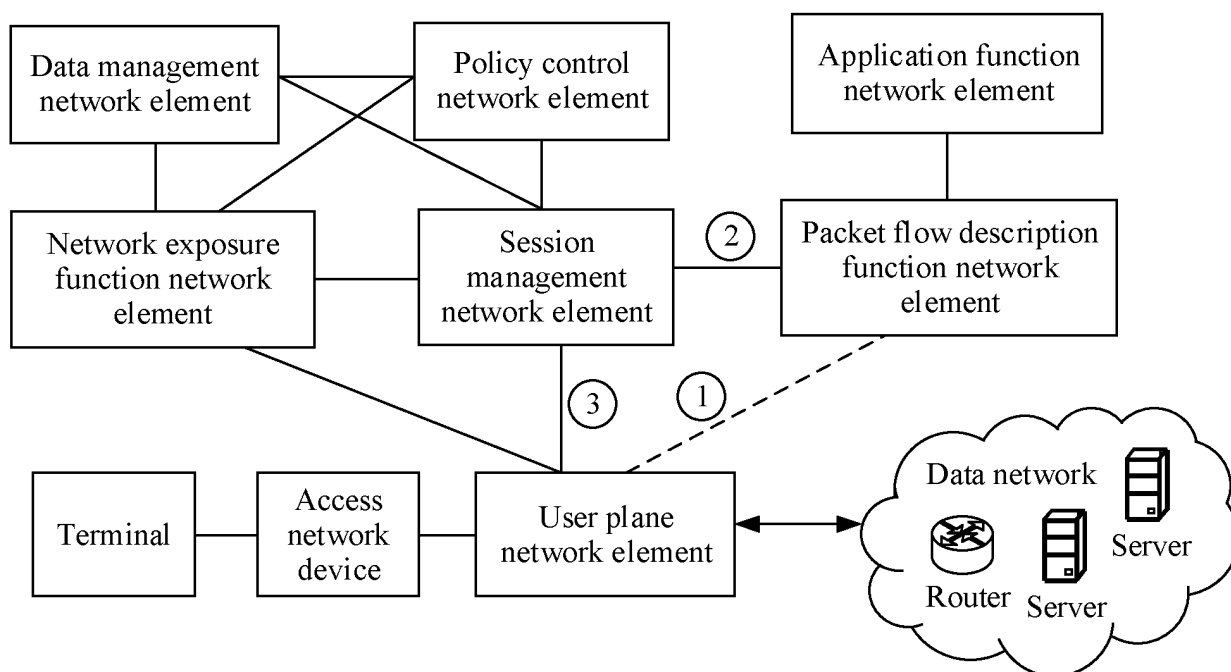 Data management
network element
Policy control
network element
Application function
network element
Network exposure
function network
element
Session
management
network element
2
Packet flow description
function network
element
3
1
Terminal
Access
network
device
User plane
network element
Data network
Router
Server
Server